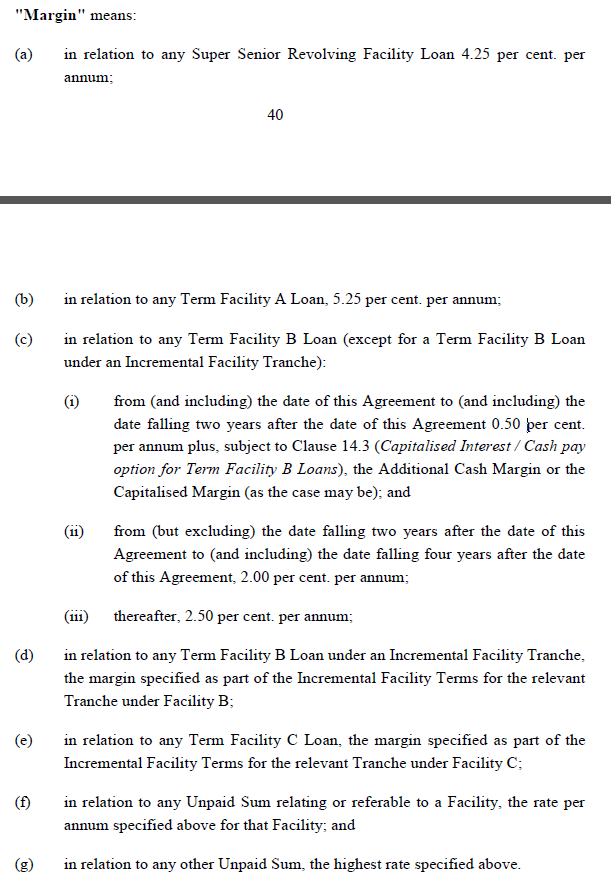 "Margin" means:
(a) in relation to any Super Senior Revolving Facility Loan 4.25 per cent. per
annum;
40
(b) in relation to any Term Facility A Loan, 5.25 per cent. per annum;
(c) in relation to any Term Facility B Loan (except for a Term Facility B Loan
under an Incremental Facility Tranche):
(i) from (and including) the date of this Agreement to (and including) the
date falling two years after the date of this Agreement 0.50 per cent.
per annum plus, subject to Clause 14.3 (Capitalised Interest / Cash pay
option for Term Facility B Loans), the Additional Cash Margin or the
Capitalised Margin (as the case may be); and
(ii) from (but excluding) the date falling two years after the date of this
Agreement to (and including) the date falling four years after the date
of this Agreement, 2.00 per cent. per annum;
(iii) thereafter, 2.50 per cent. per annum;
(d) in relation to any Term Facility B Loan under an Incremental Facility Tranche,
the margin specified as part of the Incremental Facility Terms for the relevant
Tranche under Facility B;
(e) in relation to any Term Facility C Loan, the margin specified as part of the
Incremental Facility Terms for the relevant Tranche under Facility C;
(f) in relation to any Unpaid Sum relating or referable to a Facility, the rate per
annum specified above for that Facility; and
(g) in relation to any other Unpaid Sum, the highest rate specified above.